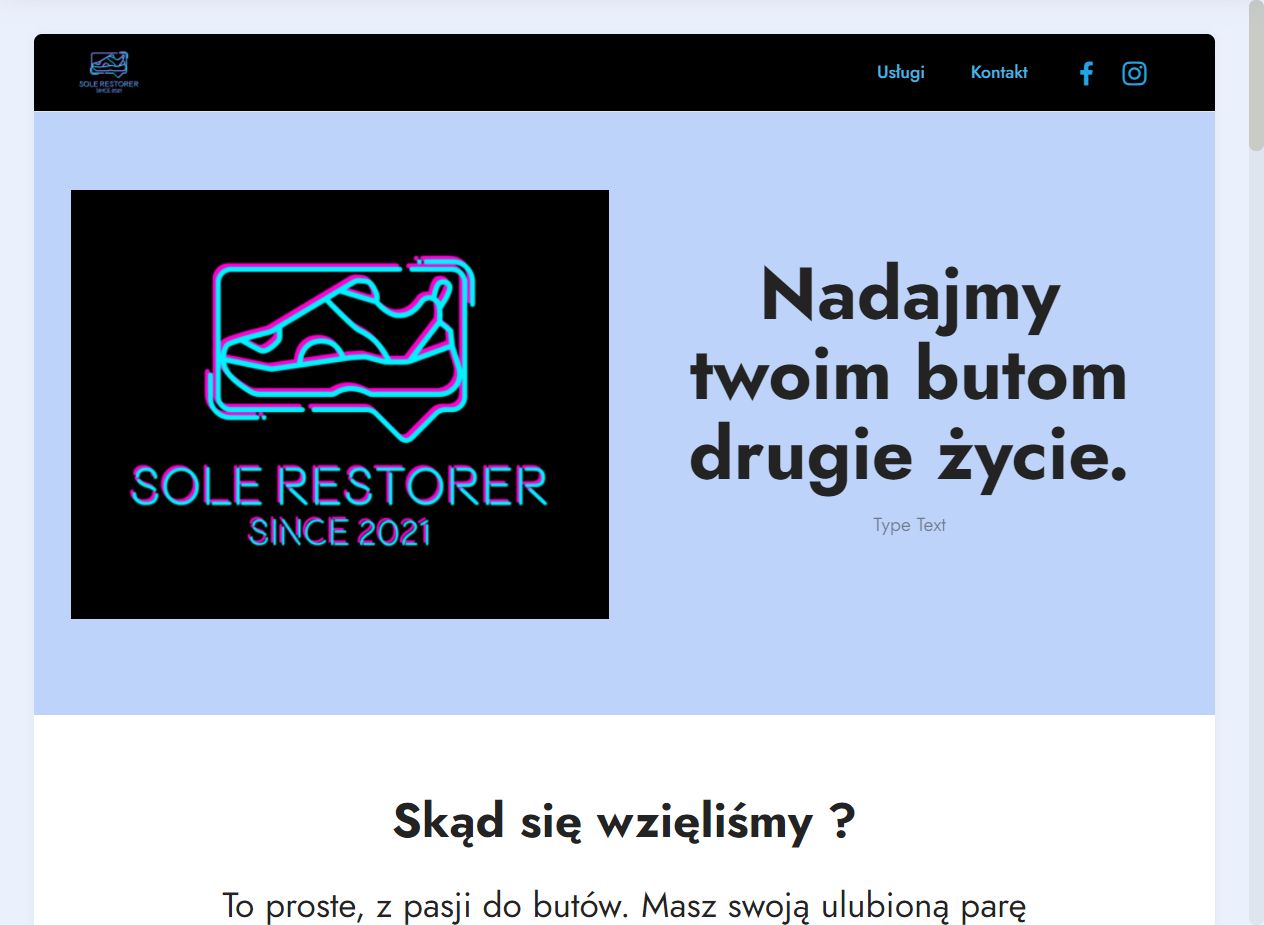 SOLE RESTORER
SINCE 2021
Usługi
Kontakt
SOLE RESTORER
SINCE 2021
Nadajmy
twoim butom
drugie życie.
Type Text
Skąd się wzięliśmy ?
To proste, z pasji do butów. Masz swoją ulubioną parę